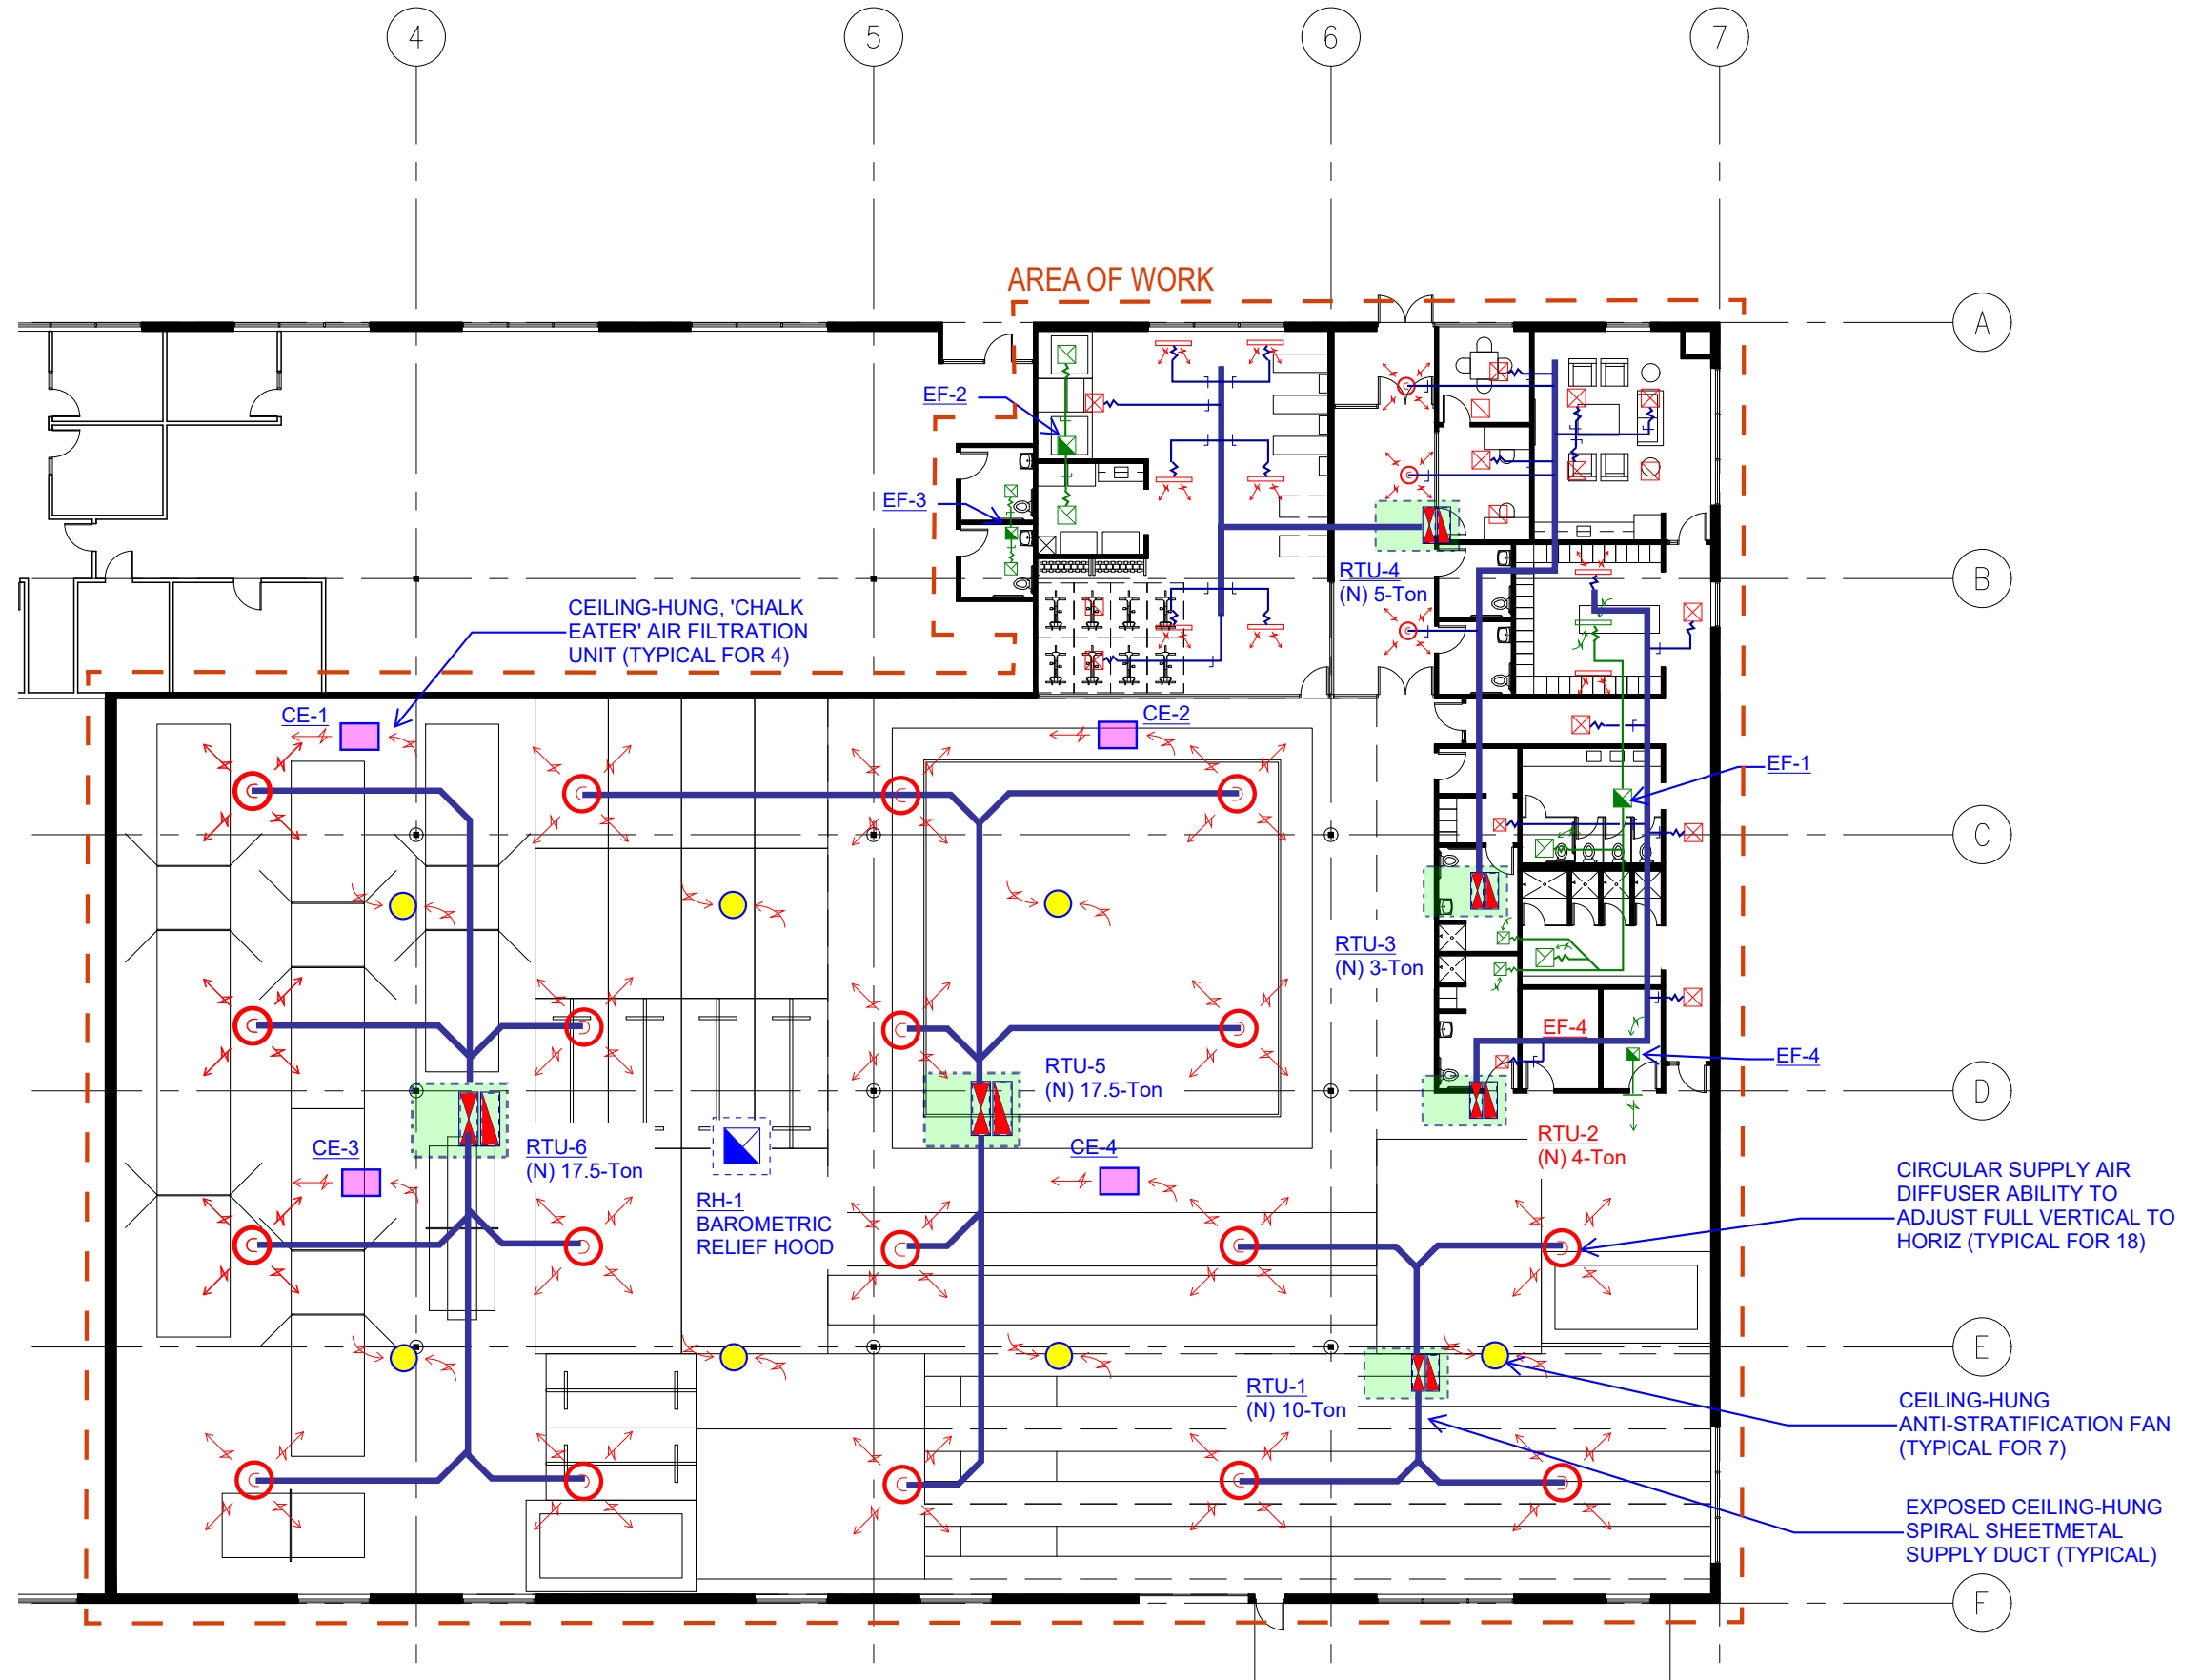 4
5
6
7
AREA OF WORK
A
EF-2
EF-3
RTU-4
(N) 5-Ton
B
CEILING-HUNG, 'CHALK
EATER' AIR FILTRATION
UNIT (TYPICAL FOR 4)
CE-1
CE-2
EF-1
C
RTU-3
(N) 3-Ton
EF-4
EF-4
RTU-5
(N) 17.5-Ton
D
CE-3
RTU-6
(N) 17.5-Ton
CE-4
RTU-2
(N) 4-Ton
RH-1
BAROMETRIC
RELIEF HOOD
CIRCULAR SUPPLY AIR
DIFFUSER ABILITY TO
ADJUST FULL VERTICAL TO
HORIZ (TYPICAL FOR 18)
E
RTU-1
(N) 10-Ton
CEILING-HUNG
ANTI-STRATIFICATION FAN
(TYPICAL FOR 7)
EXPOSED CEILING-HUNG
SPIRAL SHEETMETAL
SUPPLY DUCT (TYPICAL)
F